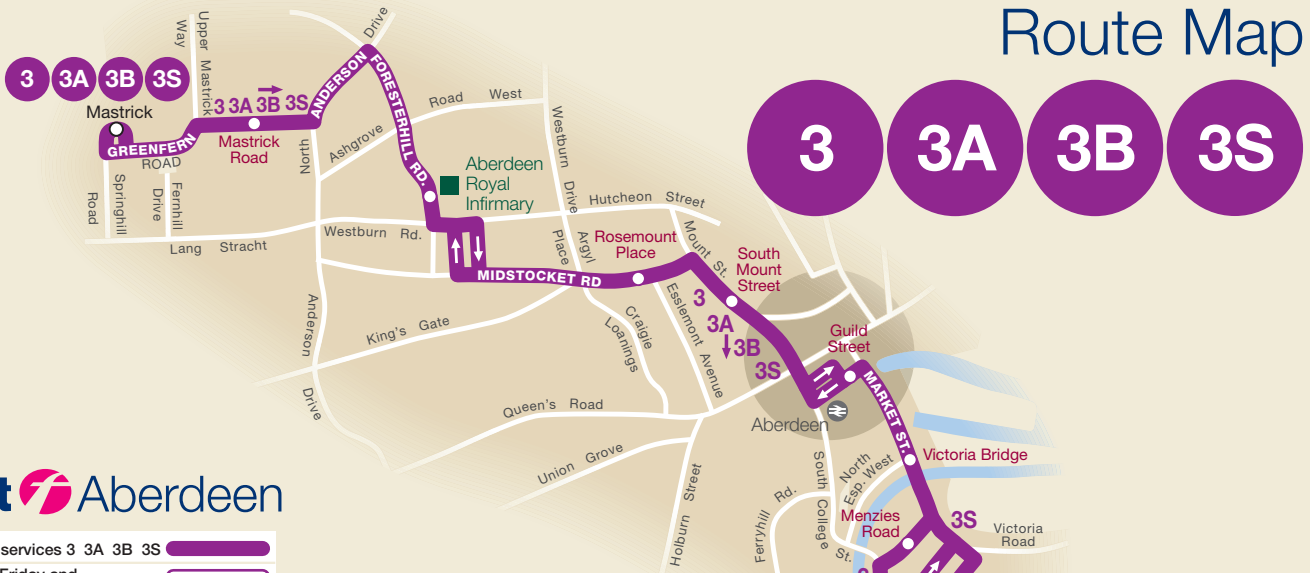 Route Map
3 3A 3B 3S
3 3A 3B 3S
Mastrick
GREENFERN
ROAD
Upper Mastrick
Way
3 3A 3B 3S
Mastrick
Road
ANDERSON
Drive
FORESTERHILL RD.
North
Ashgrove
Road West
Westburn
Drive
Springhill
Road
Fernhill
Drive
Lang Stracht
Aberdeen
Royal
Infirmary
Westburn Rd.
Hutcheon Street
Argyl
Place
Rosemount
Place
Mount St.
South
Mount
Street
MIDSTOCKET RD
3
3A
3B
3S
Esslemont Avenue
Craigie
Loanings
King's Gate
Anderson
Drive
Guild
Street
Aberdeen
MARKET ST.
Queen's Road
Union Grove
Holburn Street
Victoria Bridge
North
Esp. West
South College
St.
Ferryhill
Rd.
Menzies
Road
3S
Victoria
Road
t Aberdeen
services 3 3A 3B 3S
Friday and